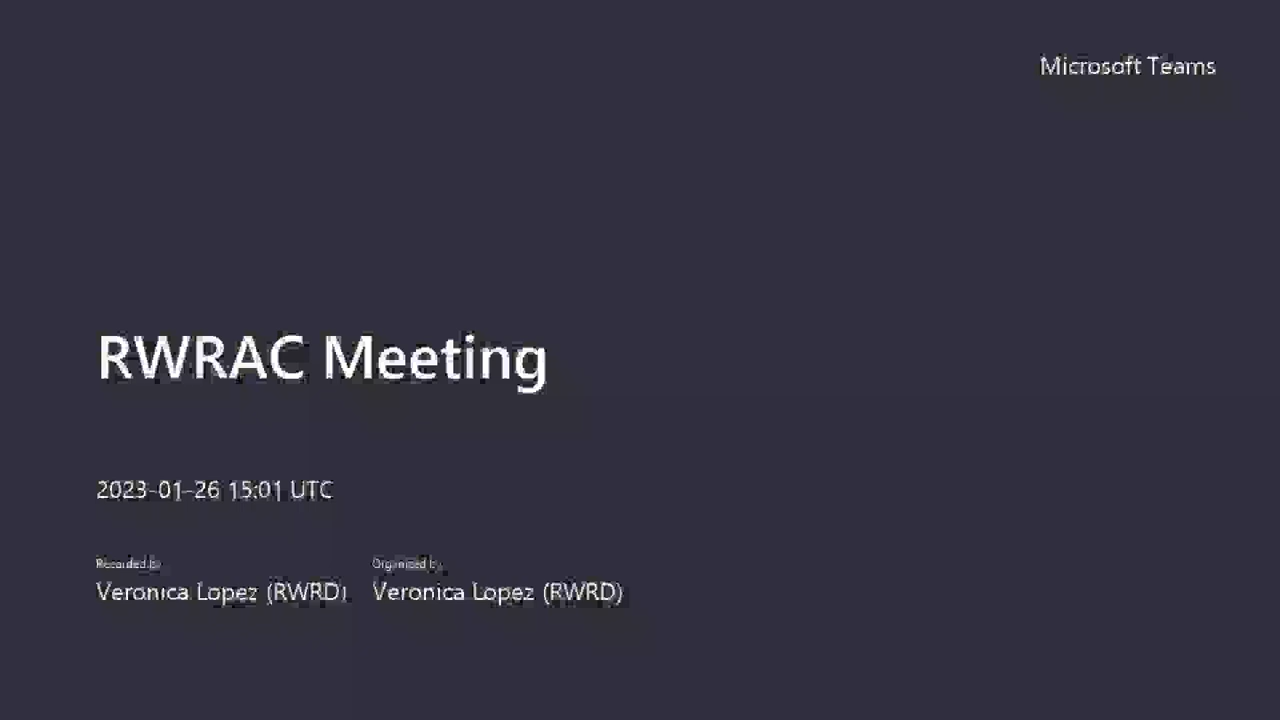 Microsoft Teams
RWRAC Meeting
2023-01-26 15:01 UTC
Recorded by Organized by
Veronica Lopez (RWRD) Veronica Lopez (RWRD)